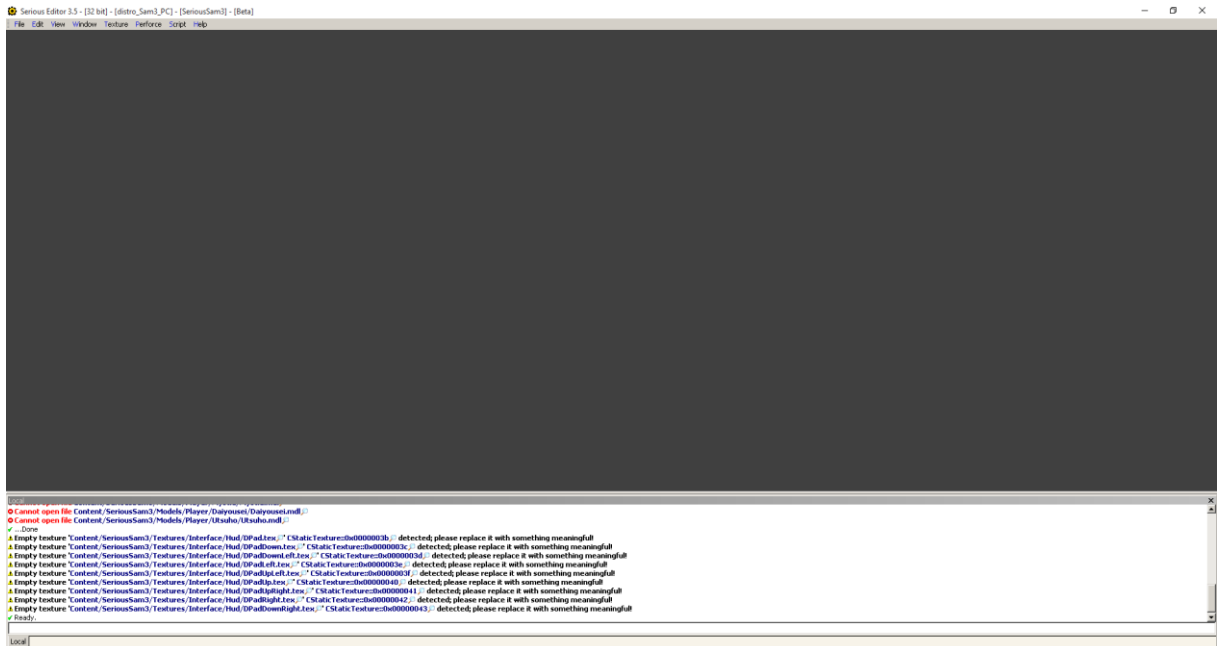 Serious Editor 3.5 - [32 bit] - [distro_Sam3_PC] - [SeriousSam3] - [Beta]
File Edit View Window Texture Perforce Script Help
Local
Cannot open file Content/SeriousSam3/Models/Player/Daiyousei/Daiyousei.mdl
Cannot open file Content/SeriousSam3/Models/Player/Utsuho/Utsuho.mdl
...Done
Empty texture 'Content/SeriousSam3/Textures/Interface/Hud/DPad.tex' CStaticTexture::0x0000003b detected; please replace it with something meaningful!
Empty texture 'Content/SeriousSam3/Textures/Interface/Hud/DPadDown.tex' CStaticTexture::0x0000003c detected; please replace it with something meaningful!
Empty texture 'Content/SeriousSam3/Textures/Interface/Hud/DPadDownLeft.tex' CStaticTexture::0x0000003d detected; please replace it with something meaningful!
Empty texture 'Content/SeriousSam3/Textures/Interface/Hud/DPadLeft.tex' CStaticTexture::0x0000003e detected; please replace it with something meaningful!
Empty texture 'Content/SeriousSam3/Textures/Interface/Hud/DPadUpLeft.tex' CStaticTexture::0x0000003f detected; please replace it with something meaningful!
Empty texture 'Content/SeriousSam3/Textures/Interface/Hud/DPadUp.tex' CStaticTexture::0x00000040 detected; please replace it with something meaningful!
Empty texture 'Content/SeriousSam3/Textures/Interface/Hud/DPadUpRight.tex' CStaticTexture::0x00000041 detected; please replace it with something meaningful!
Empty texture 'Content/SeriousSam3/Textures/Interface/Hud/DPadRight.tex' CStaticTexture::0x00000042 detected; please replace it with something meaningful!
Empty texture 'Content/SeriousSam3/Textures/Interface/Hud/DPadDownRight.tex' CStaticTexture::0x00000043 detected; please replace it with something meaningful!
Ready.
Local